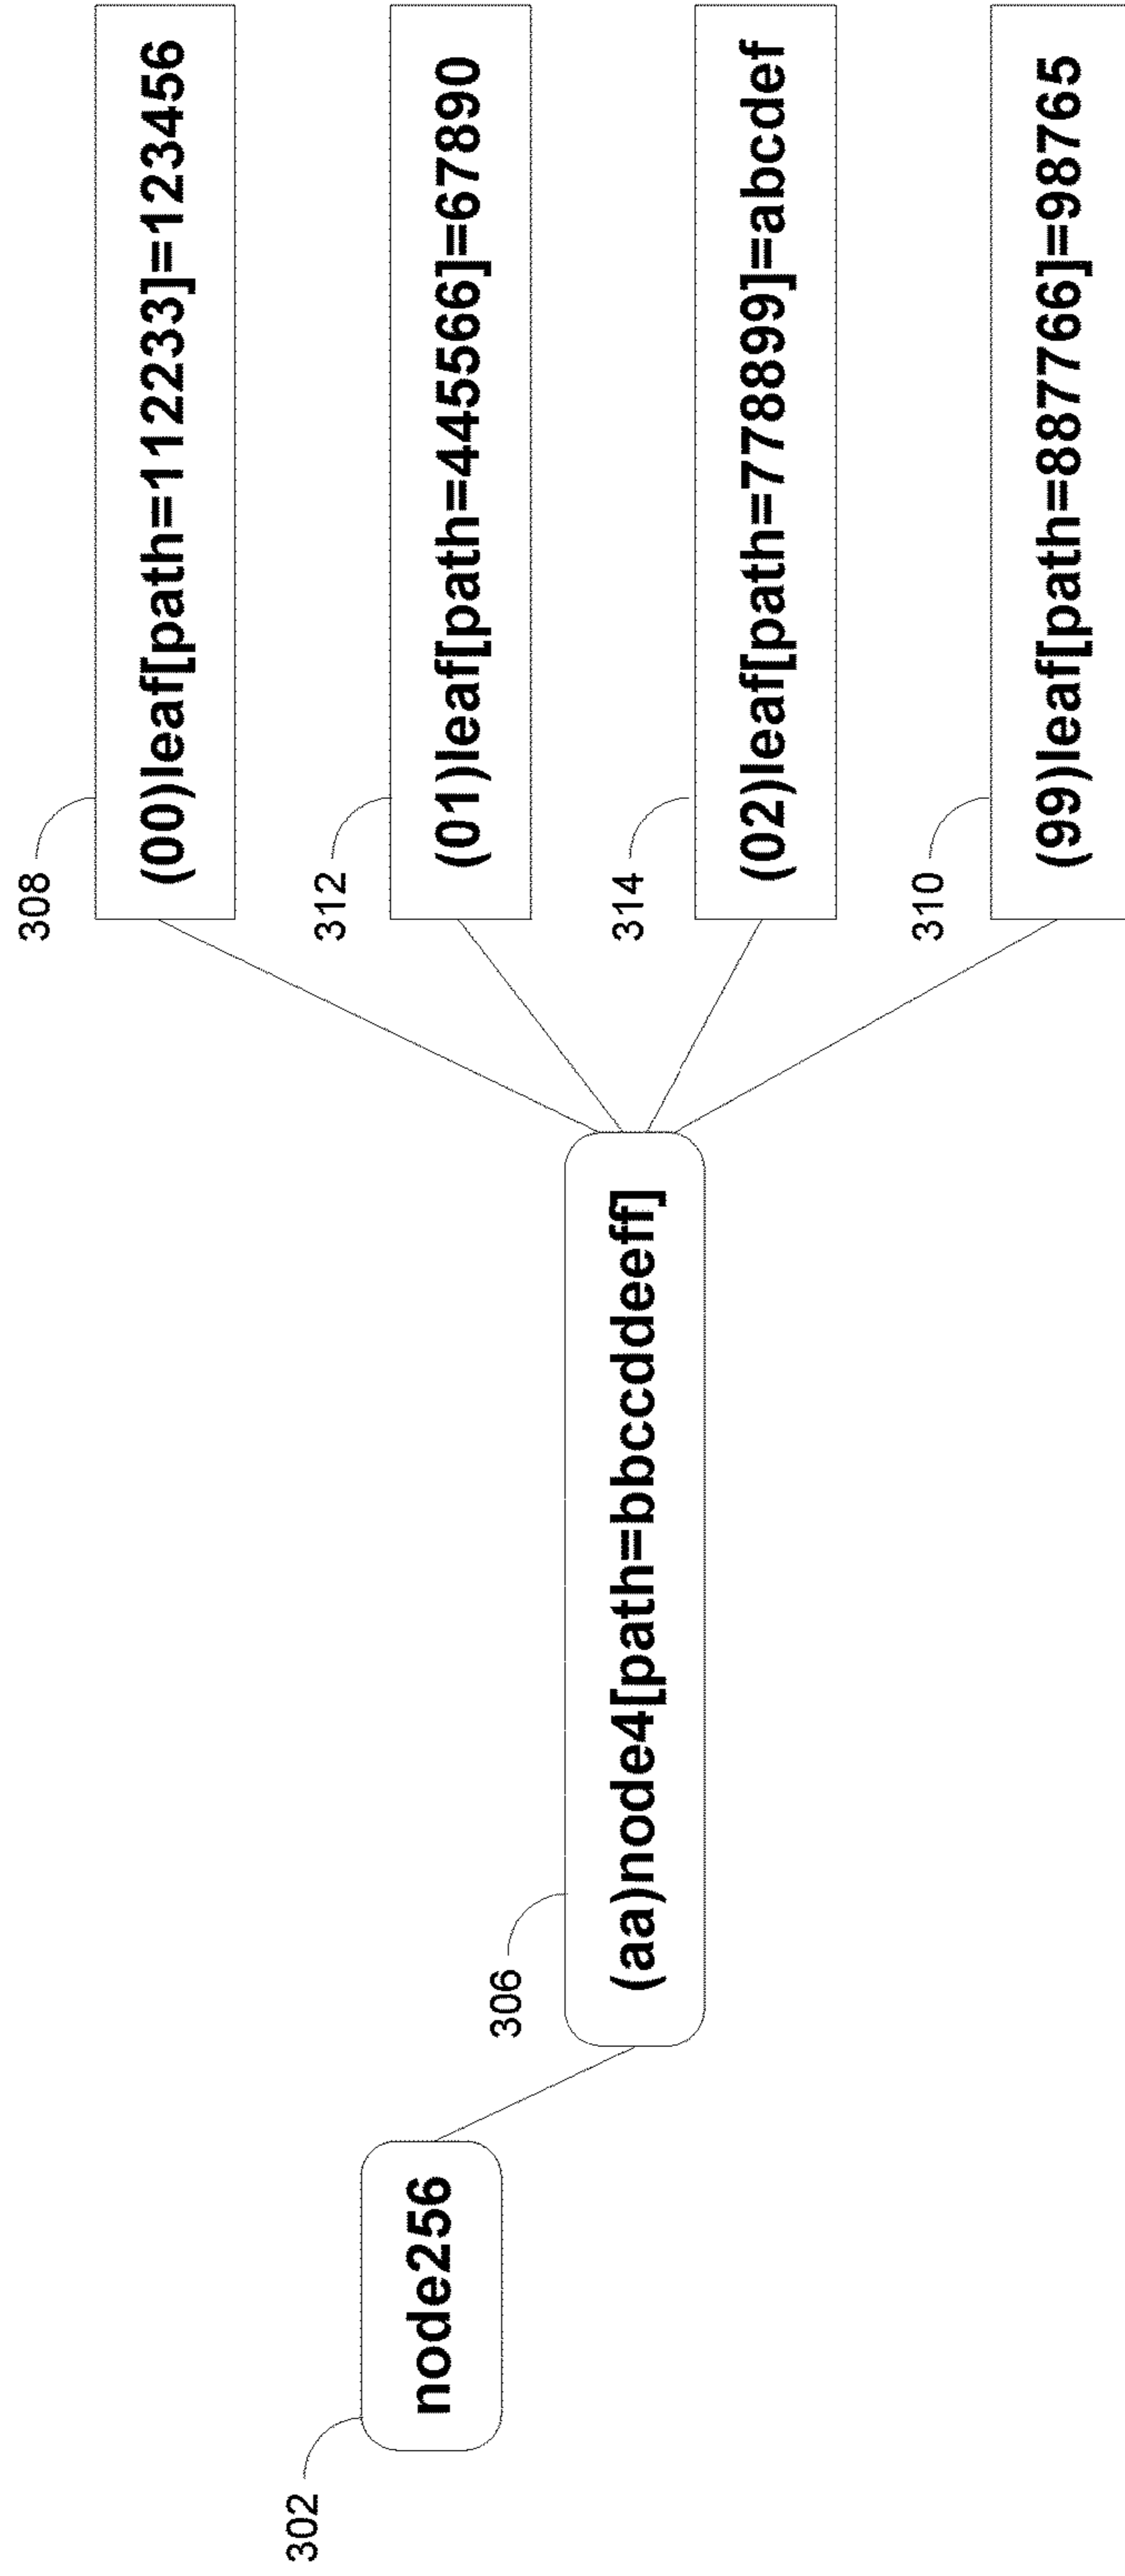 302
node256
306
(aa)node4[path=bbccddeeff]
308
(00)leaf[path=112233]=123456
312
(01)leaf[path=445566]=67890
314
(02)leaf[path=778899]=abcdef
310
(99)leaf[path=887766]=98765